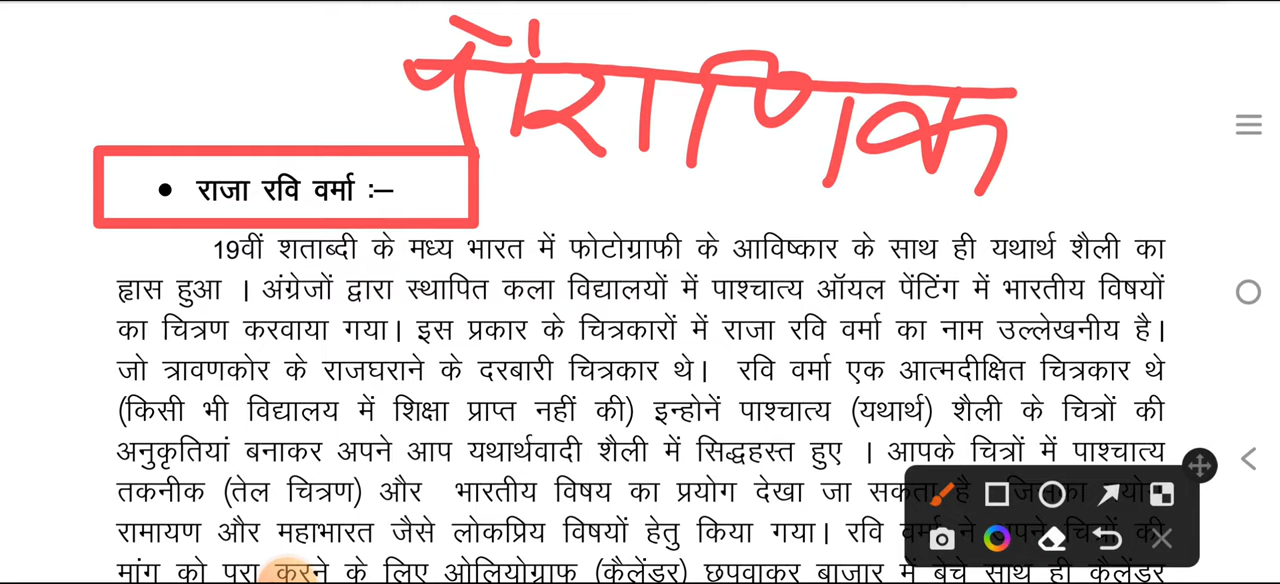 पौराणिक
• राजा रवि वर्मा :–
19वीं शताब्दी के मध्य भारत में फोटोग्राफी के आविष्कार के साथ ही यथार्थ शैली का
ह्रास हुआ । अंग्रेजों द्वारा स्थापित कला विद्यालयों में पाश्चात्य ऑयल पेंटिंग में भारतीय विषयों
का चित्रण करवाया गया। इस प्रकार के चित्रकारों में राजा रवि वर्मा का नाम उल्लेखनीय है।
जो त्रावणकोर के राजघराने के दरबारी चित्रकार थे। रवि वर्मा एक आत्मदीक्षित चित्रकार थे
(किसी भी विद्यालय में शिक्षा प्राप्त नहीं की) इन्होनें पाश्चात्य (यथार्थ) शैली के चित्रों की
अनुकृतियां बनाकर अपने आप यथार्थवादी शैली में सिद्धहस्त हुए । आपके चित्रों में पाश्चात्य
तकनीक (तेल चित्रण) और भारतीय विषय का प्रयोग देखा जा सकता है जिसका
रामायण और महाभारत जैसे लोकप्रिय विषयों हेतु किया गया। रवि वर्मा ने अपने चित्रों की
मांग को पूरा करने के लिए ओलियोग्राफ (कैलेंडर) छपवाकर बाजार में बेचे साथ ही कैलेंडर